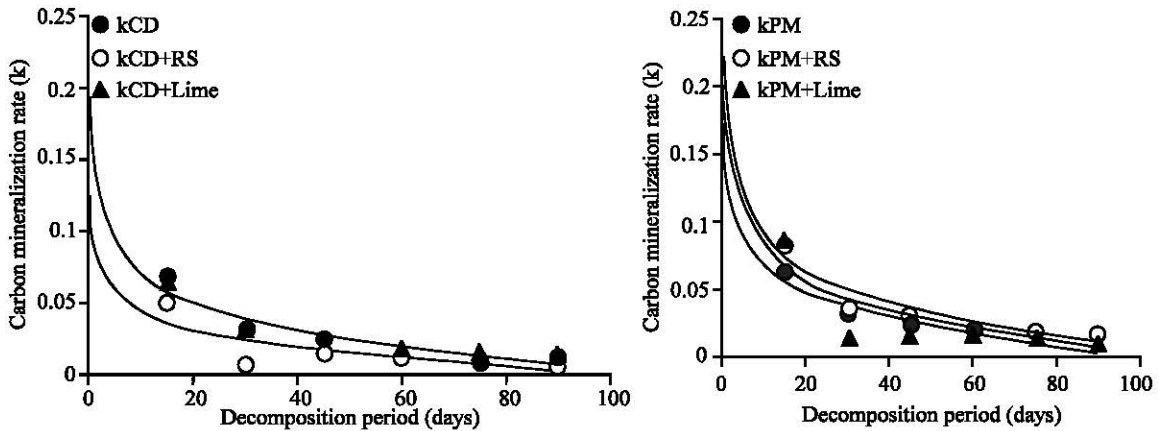 kCD
kCD+RS
kCD+Lime
0.25
0.2
0.15
0.1
0.05
0
Carbon mineralization rate (k)
0 20 40 60 80 100
Decomposition period (days)
kPM
kPM+RS
kPM+Lime
0.25
0.2
0.15
0.1
0.05
0
Carbon mineralization rate (k)
0 20 40 60 80 100
Decomposition period (days)